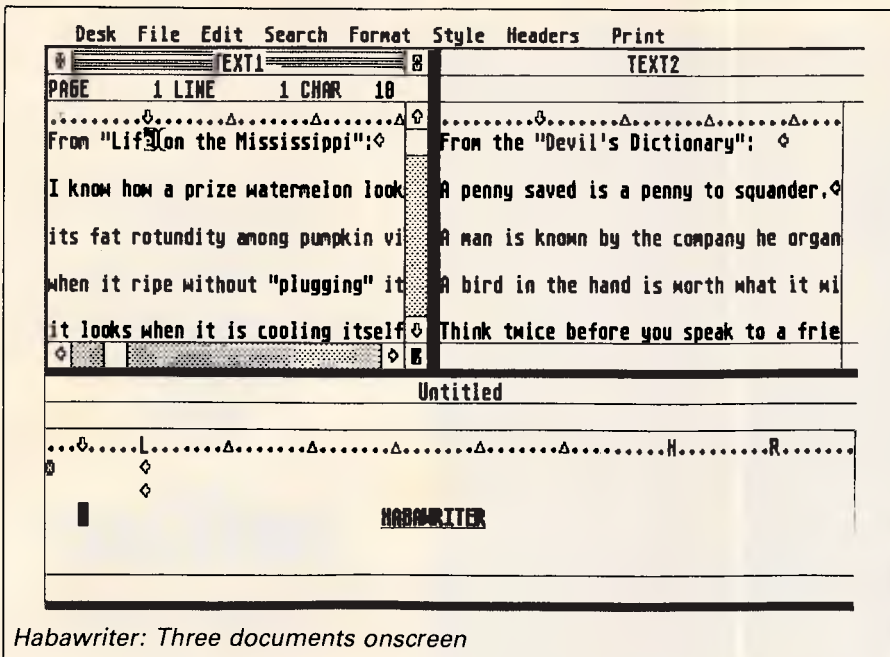 Desk File Edit Search Format Style Headers Print
TEXT1
PAGE 1 LINE 1 CHAR 10
From "Life on the Mississippi":
I know how a prize watermelon look
its fat rotundity among pumpkin vi
when it ripe without "plugging" it
it looks when it is cooling itself
TEXT2
From the "Devil's Dictionary":
A penny saved is a penny to squander.
A man is known by the company he organ
A bird in the hand is worth what it wi
Think twice before you speak to a frie
Untitled
L H R
HABAWRITER
Habawriter: Three documents onscreen